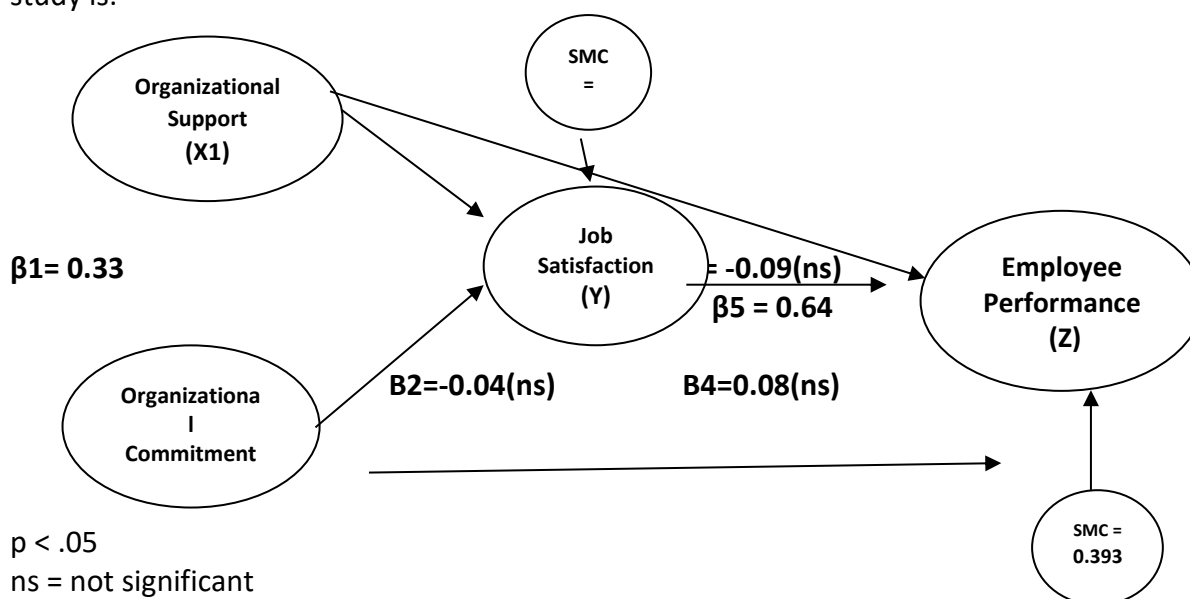 study is:
SMC
=
Organizational
Support
(X1)
Job
Satisfaction
(Y)
β1= 0.33
= -0.09(ns)
β5 = 0.64
Employee
Performance
(Z)
B2=-0.04(ns)
B4=0.08(ns)
Organizationa
l
Commitment
p < .05
ns = not significant
SMC =
0.393